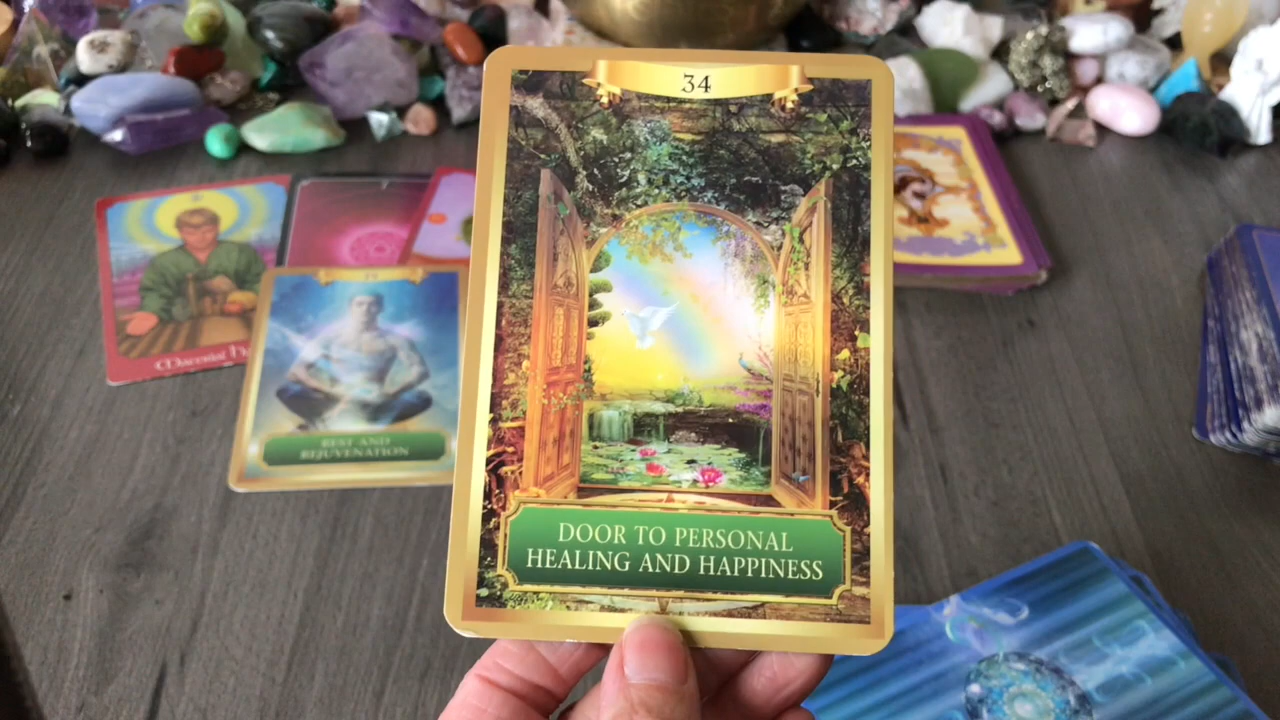 34
DOOR TO PERSONAL
HEALING AND HAPPINESS
REST AND
REJUVENATION